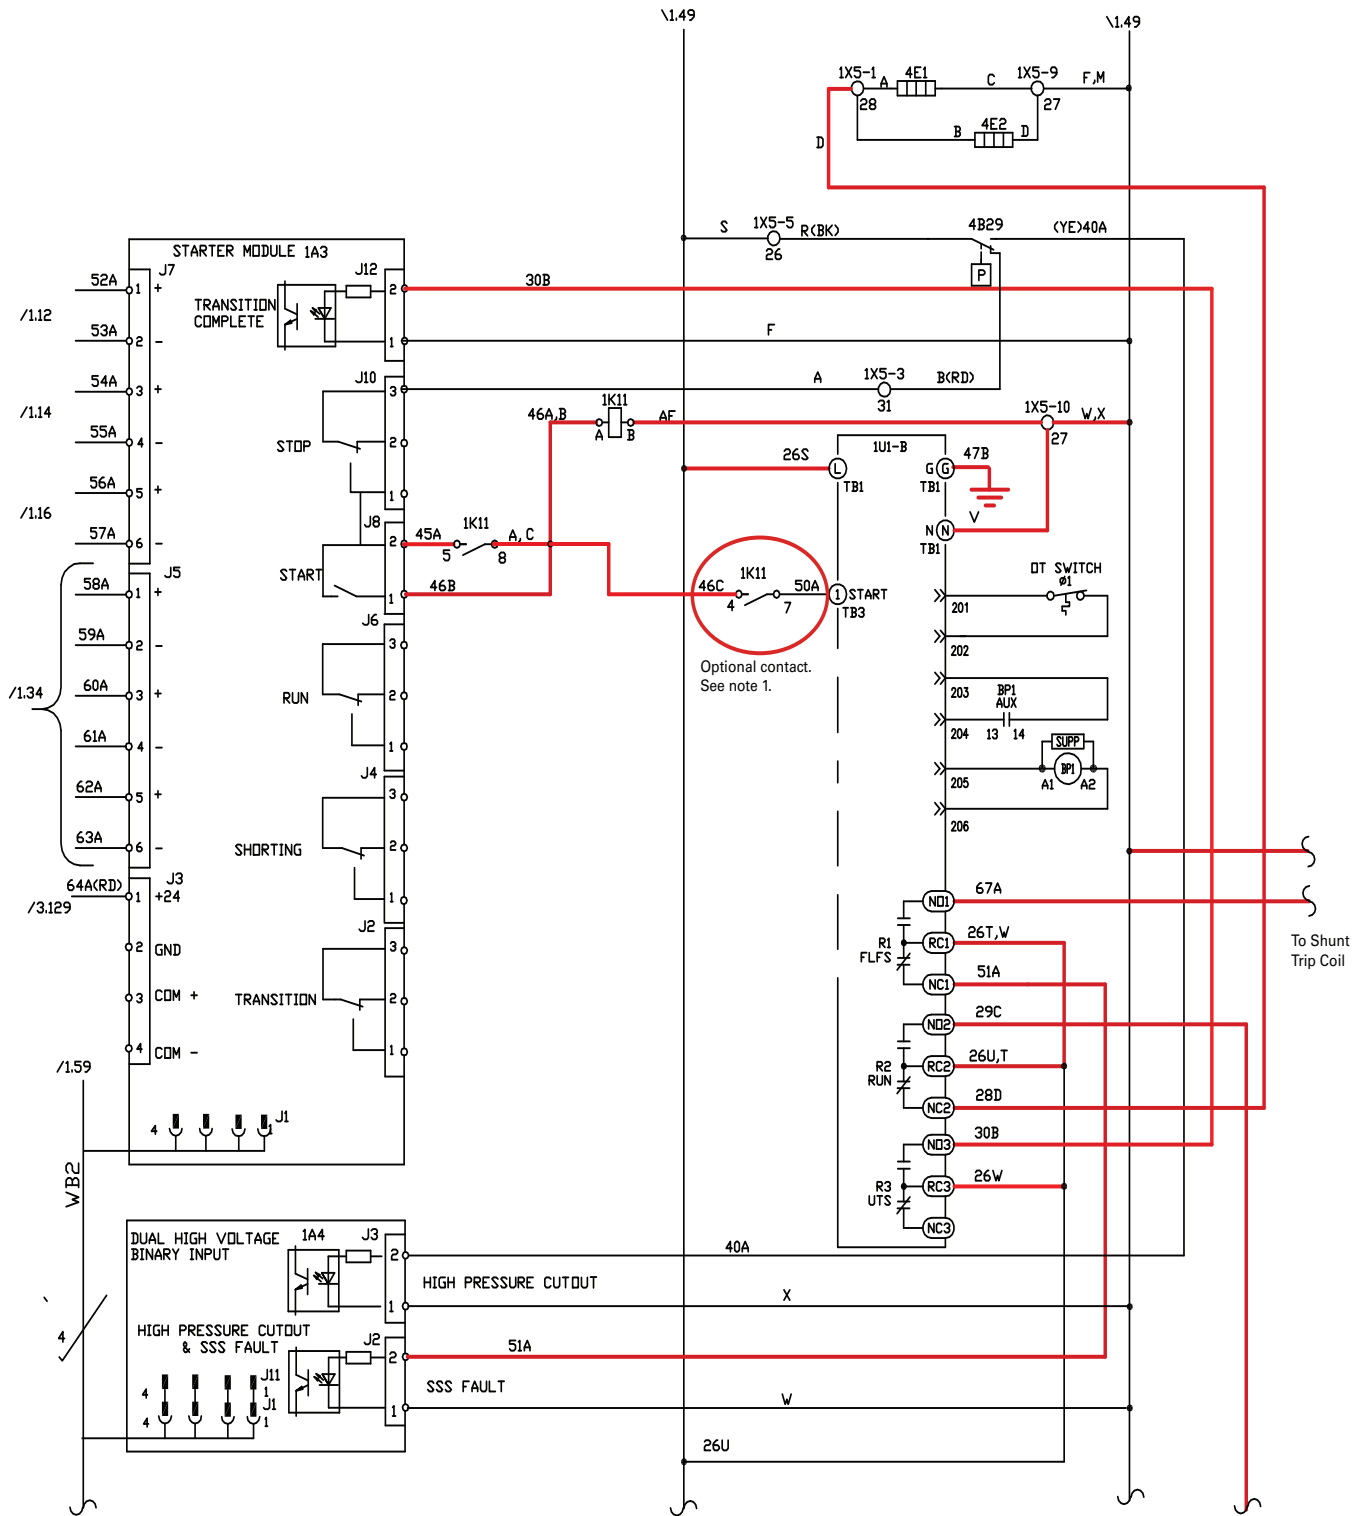 \1.49
\1.49
1X5-1
A
4E1
C
1X5-9
F,M
28
27
B
4E2
D
D
S
1X5-5
R(BK)
4B29
(YE)40A
26
P
STARTER MODULE 1A3
J7
J12
52A
1 +
30B
2
TRANSITION
COMPLETE
/1.12
53A
2 -
1
F
54A
3 +
J10
3
A
1X5-3
B(RD)
31
/1.14
55A
4 -
STOP
2
46A,B
1K11
A
B
AF
1X5-10
W,X
27
56A
5 +
1
/1.16
57A
6 -
J8
2
45A
1K11
5
8
A,C
START
1
46B
1U1-B
26S
L
TB1
G G
TB1
47B
V
N N
TB1
46C
1K11
4
7
50A
1 START
TB3
Optional contact.
See note 1.
OT SWITCH
Ø1
201
202
203
BP1
AUX
204
13 14
SUPP
205
A1
BP1
A2
206
J5
58A
1 +
59A
2 -
/1.34
60A
3 +
61A
4 -
62A
5 +
63A
6 -
J6
3
RUN
2
1
J4
3
SHORTING
2
1
64A(RD)
J3
1 +24
/3.129
2 GND
3 COM +
4 COM -
J2
3
TRANSITION
2
1
/1.59
4
1
J1
WB2
NO1
67A
R1
FLFS
RC1
26T,W
NC1
51A
To Shunt
Trip Coil
NO2
29C
R2
RUN
RC2
26U,T
NC2
28D
NO3
30B
R3
UTS
RC3
26W
NC3
DUAL HIGH VOLTAGE
BINARY INPUT
1A4
J3
2
40A
HIGH PRESSURE CUTOUT
1
X
4
HIGH PRESSURE CUTOUT
& SSS FAULT
J2
2
51A
SSS FAULT
1
W
J11
4
1
J1
4
1
26U